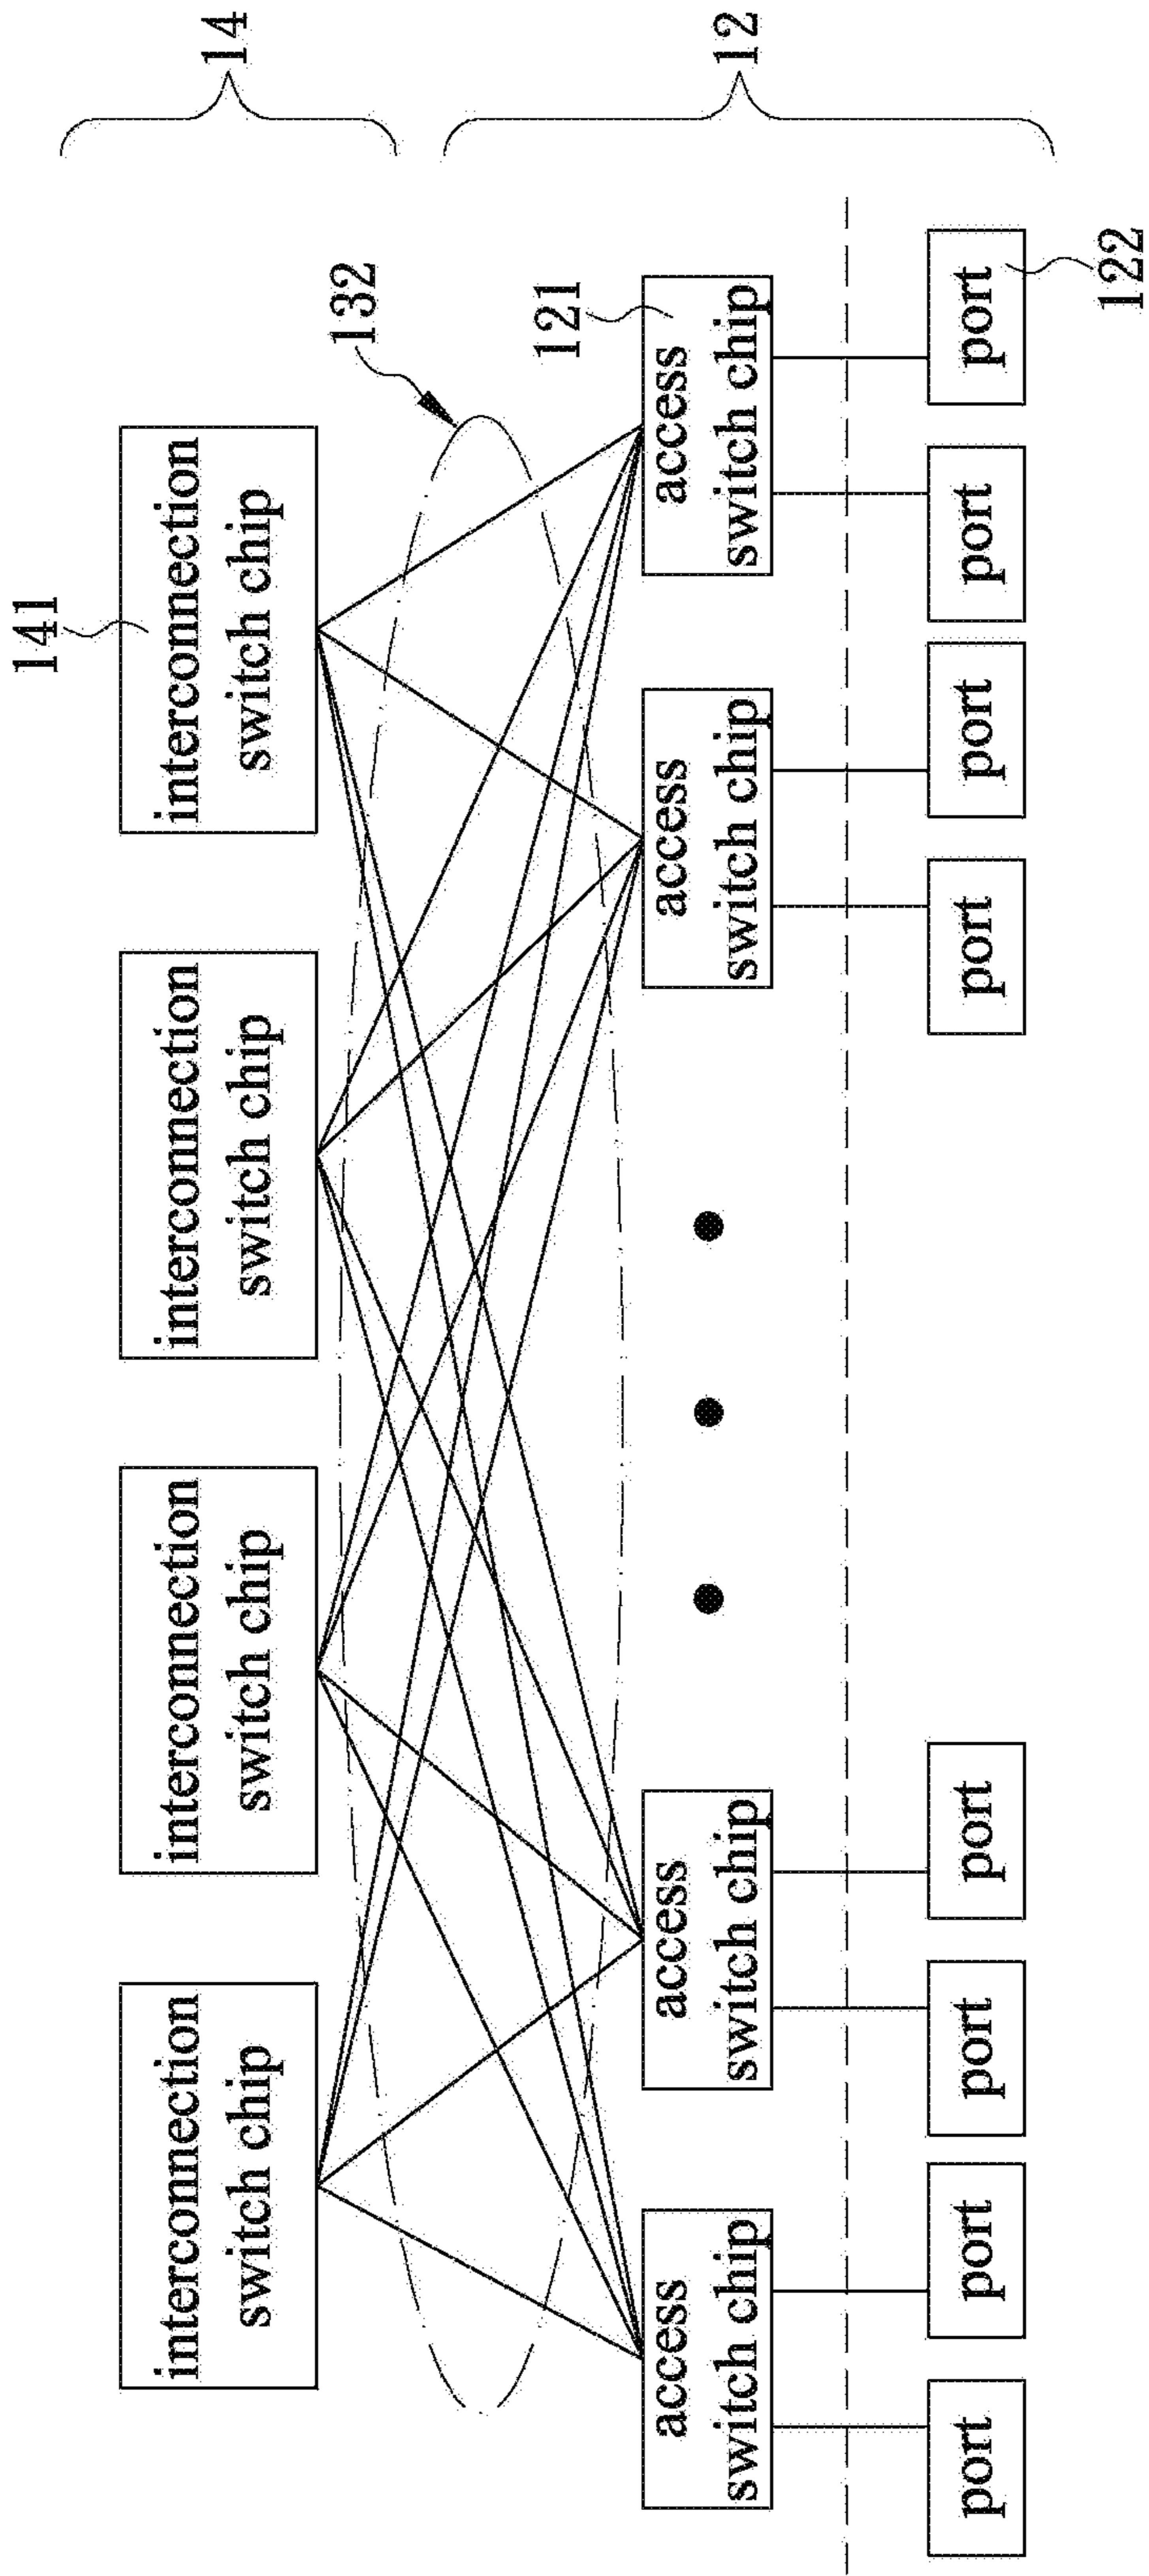 interconnection
switch chip
interconnection
switch chip
interconnection
switch chip
interconnection
switch chip
141
14
132
121
access
switch chip
access
switch chip
access
switch chip
access
switch chip
12
port
port
port
port
port
port
port
port
122